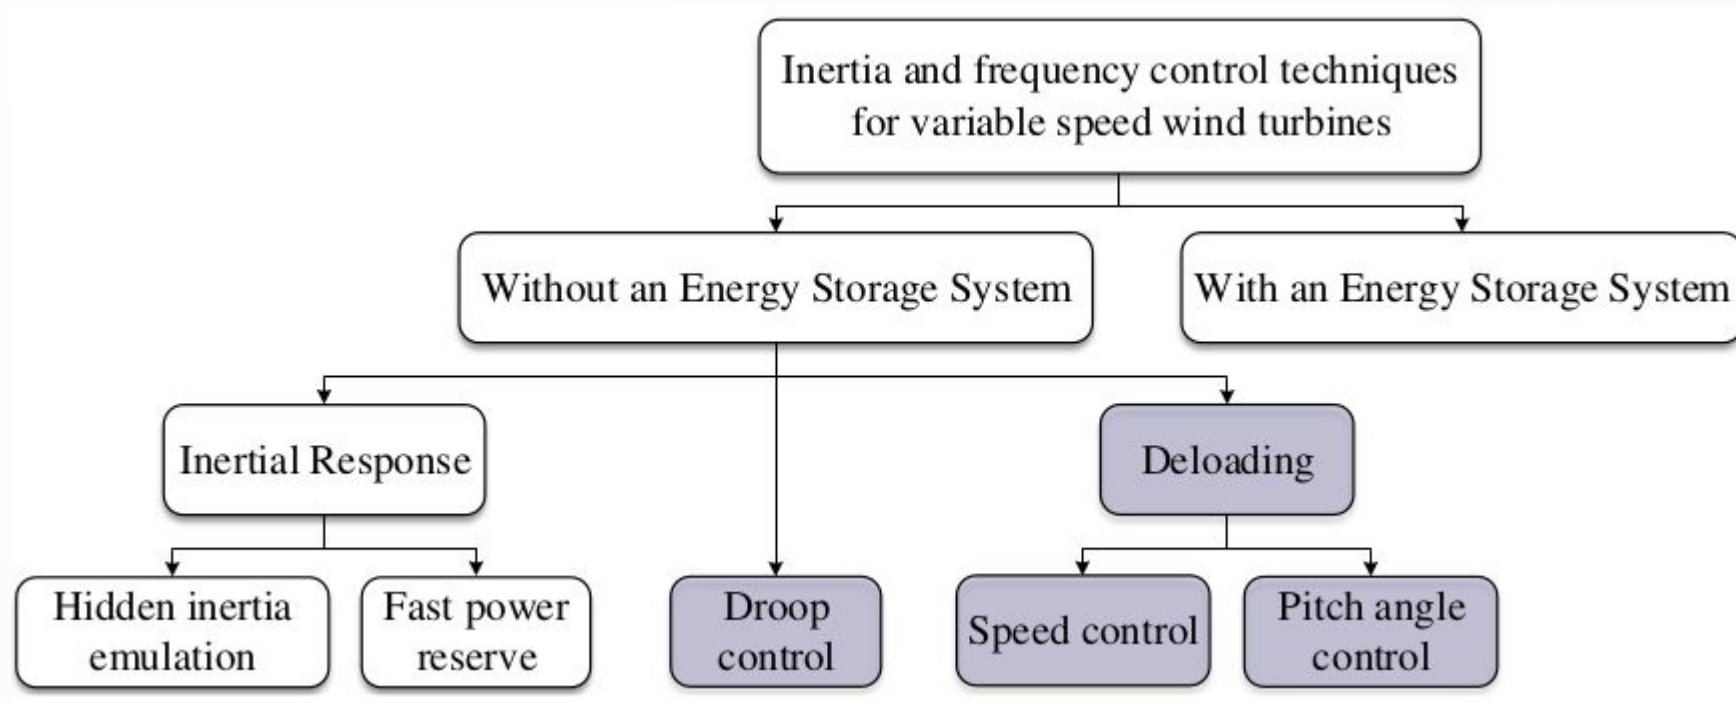 Inertia and frequency control techniques
for variable speed wind turbines
Without an Energy Storage System
With an Energy Storage System
Inertial Response
Deloading
Hidden inertia
emulation
Fast power
reserve
Droop
control
Speed control
Pitch angle
control